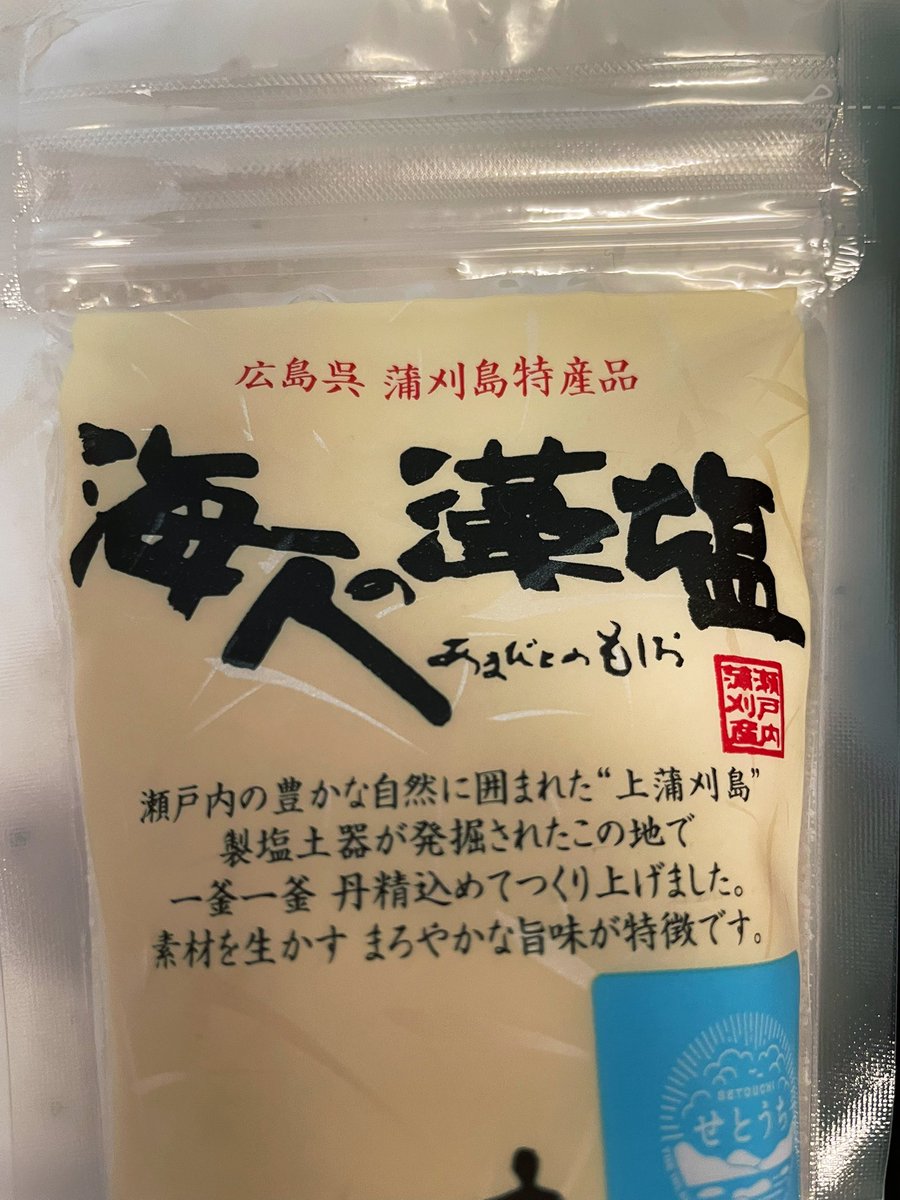 広島呉 蒲刈島特産品
海人の藻塩
あまびとのもしお
瀬戸内
蒲刈産
瀬戸内の豊かな自然に囲まれた“上蒲刈島”
製塩土器が発掘されたこの地で
一釜一釜 丹精込めてつくり上げました。
素材を生かす まろやかな旨味が特徴です。
SETOUCHI
せとうち